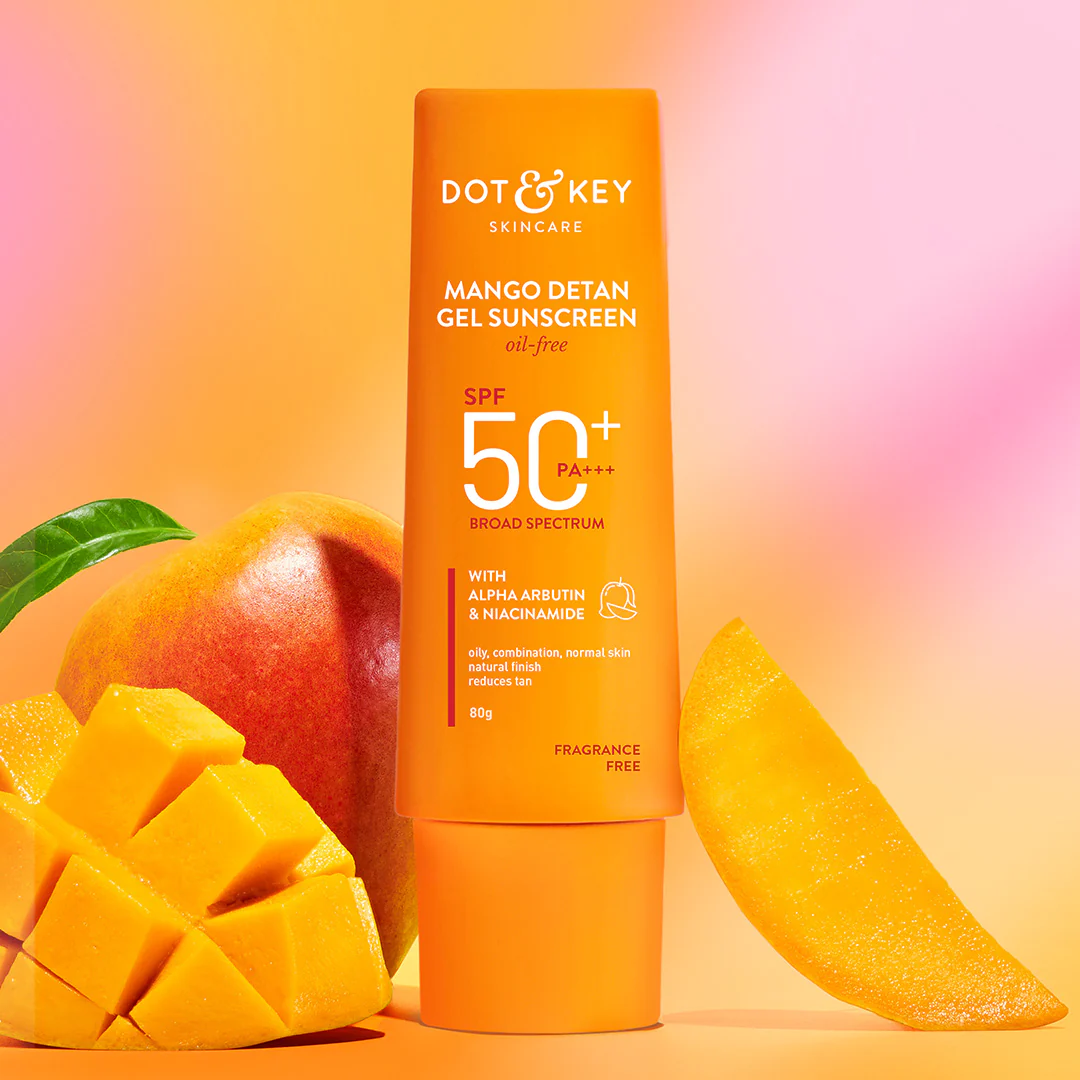 DOT & KEY
SKINCARE
MANGO DETAN
GEL SUNSCREEN
oil-free
SPF
50+
PA+++
BROAD SPECTRUM
WITH
ALPHA ARBUTIN
& NIACINAMIDE
oily, combination, normal skin
natural finish
reduces tan
80g
FRAGRANCE
FREE